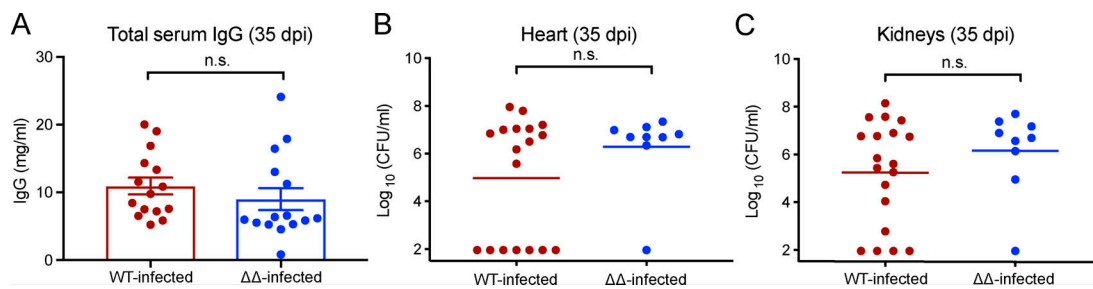 A
Total serum IgG (35 dpi)
n.s.
30
20
10
0
IgG (mg/ml)
WT-infected
ΔΔ-infected
B
Heart (35 dpi)
n.s.
10
8
6
4
2
Log10 (CFU/ml)
WT-infected
ΔΔ-infected
C
Kidneys (35 dpi)
n.s.
10
8
6
4
2
Log10 (CFU/ml)
WT-infected
ΔΔ-infected